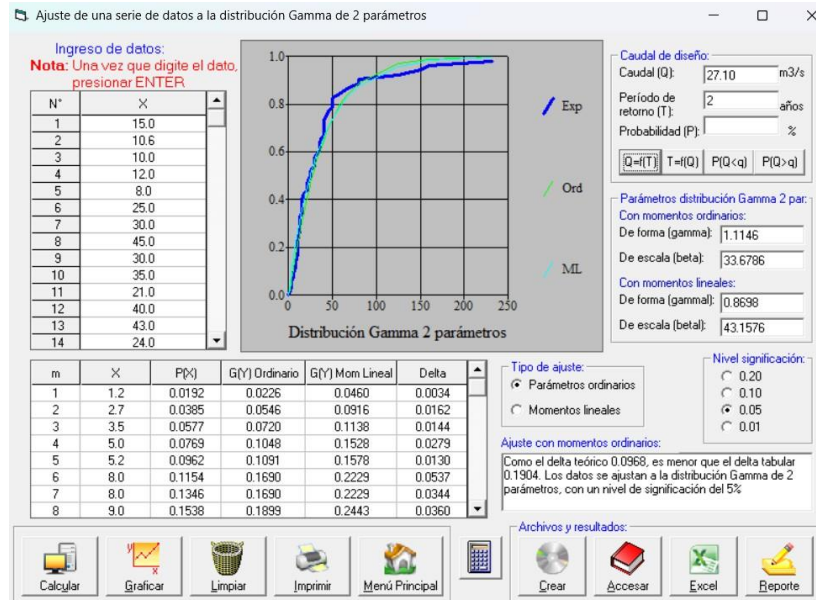 Ajuste de una serie de datos a la distribución Gamma de 2 parámetros
Ingreso de datos:
Nota: Una vez que digite el dato,
presionar ENTER
N° X
1 15.0
2 10.6
3 10.0
4 12.0
5 8.0
6 25.0
7 30.0
8 45.0
9 30.0
10 35.0
11 21.0
12 40.0
13 43.0
14 24.0
1.0
0.8
0.6
0.4
0.2
0.0
0 50 100 150 200 250
Distribución Gamma 2 parámetros
Exp
Ord
ML
Caudal de diseño:
Caudal (Q): 27.10 m3/s
Período de
retorno (T): 2 años
Probabilidad (P): %
Q=f(T) T=f(Q) P(Q<q) P(Q>q)
Parámetros distribución Gamma 2 par:
Con momentos ordinarios:
De forma (gamma): 1.1146
De escala (beta): 33.6786
Con momentos lineales:
De forma (gammal): 0.8698
De escala (betal): 43.1576
m X P(X) G(Y) Ordinario G(Y) Mom Lineal Delta
1 1.2 0.0192 0.0226 0.0460 0.0034
2 2.7 0.0385 0.0546 0.0916 0.0162
3 3.5 0.0577 0.0720 0.1138 0.0144
4 5.0 0.0769 0.1048 0.1528 0.0279
5 5.2 0.0962 0.1091 0.1578 0.0130
6 8.0 0.1154 0.1690 0.2229 0.0537
7 8.0 0.1346 0.1690 0.2229 0.0344
8 9.0 0.1538 0.1899 0.2443 0.0360
Tipo de ajuste:
Parámetros ordinarios
Momentos lineales
Nivel significación:
0.20
0.10
0.05
0.01
Ajuste con momentos ordinarios:
Como el delta teórico 0.0968, es menor que el delta tabular
0.1904. Los datos se ajustan a la distribución Gamma de 2
parámetros, con un nivel de significación del 5%
Calcular
Graficar
Limpiar
Imprimir
Menú Principal
Archivos y resultados:
Crear
Accesar
Excel
Reporte